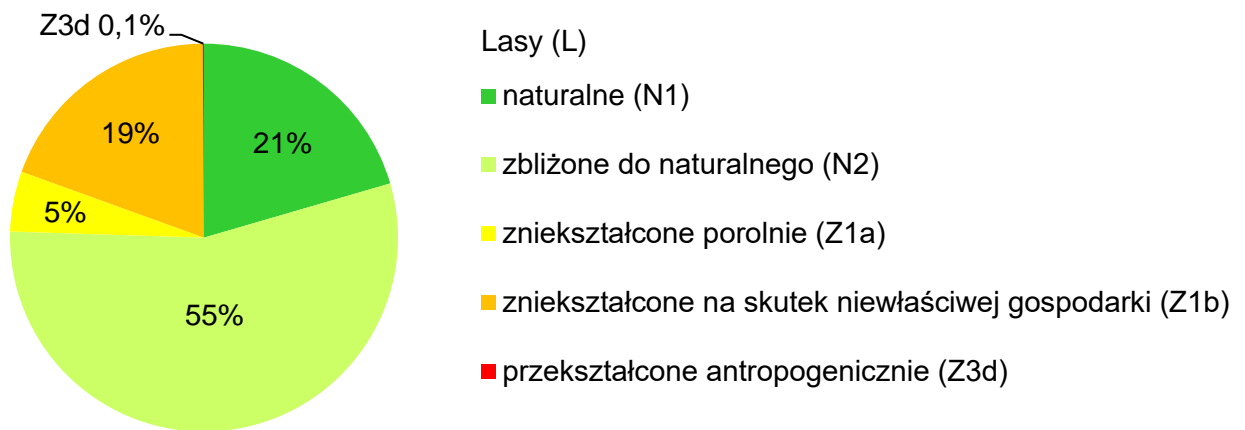 Z3d 0,1%
19%
21%
5%
55%
Lasy (L)
naturalne (N1)
zbliżone do naturalnego (N2)
zniekształcone porolnie (Z1a)
zniekształcone na skutek niewłaściwej gospodarki (Z1b)
przekształcone antropogenicznie (Z3d)